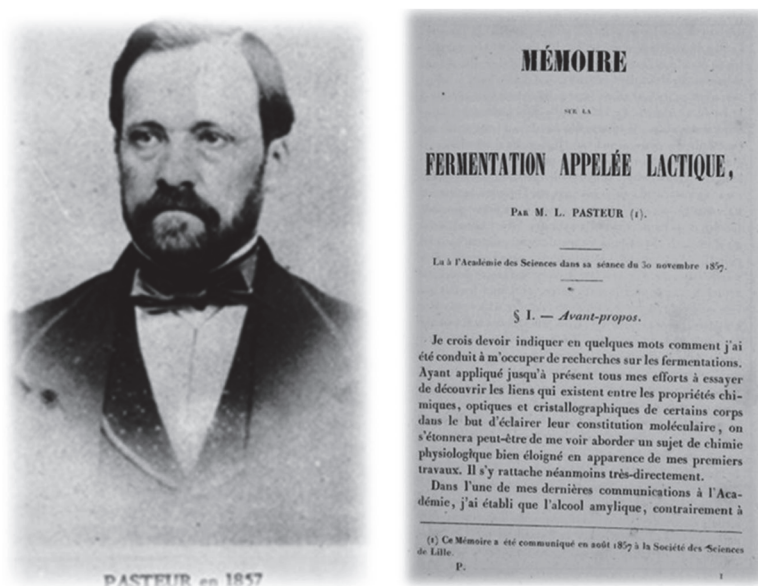 PASTEUR en 1857
MÉMOIRE
SUR LA
FERMENTATION APPELÉE LACTIQUE,
PAR M. L. PASTEUR (1).
Lu à l'Académie des Sciences dans sa séance du 30 novembre 1857.
§ I. — Avant-propos.
Je crois devoir indiquer en quelques mots comment j'ai
été conduit à m'occuper de recherches sur les fermentations.
Ayant appliqué jusqu'à présent tous mes efforts à essayer
de découvrir les liens qui existent entre les propriétés chi-
miques, optiques et cristallographiques de certains corps
dans le but d'éclairer leur constitution moléculaire, on
s'étonnera peut-être de me voir aborder un sujet de chimie
physiologique bien éloigné en apparence de mes premiers
travaux. Il s'y rattache néanmoins très-directement.
Dans l'une de mes dernières communications à l'Aca-
démie, j'ai établi que l'alcool amylique, contrairement à
(1) Ce Mémoire a été communiqué en août 1857 à la Société des Sciences
de Lille.
P.
1